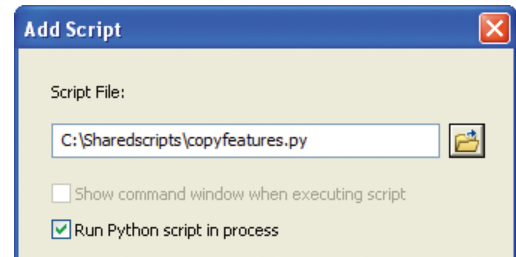 Add Script
Script File:
C:\Sharedscripts\copyfeatures.py
Show command window when executing script
Run Python script in process